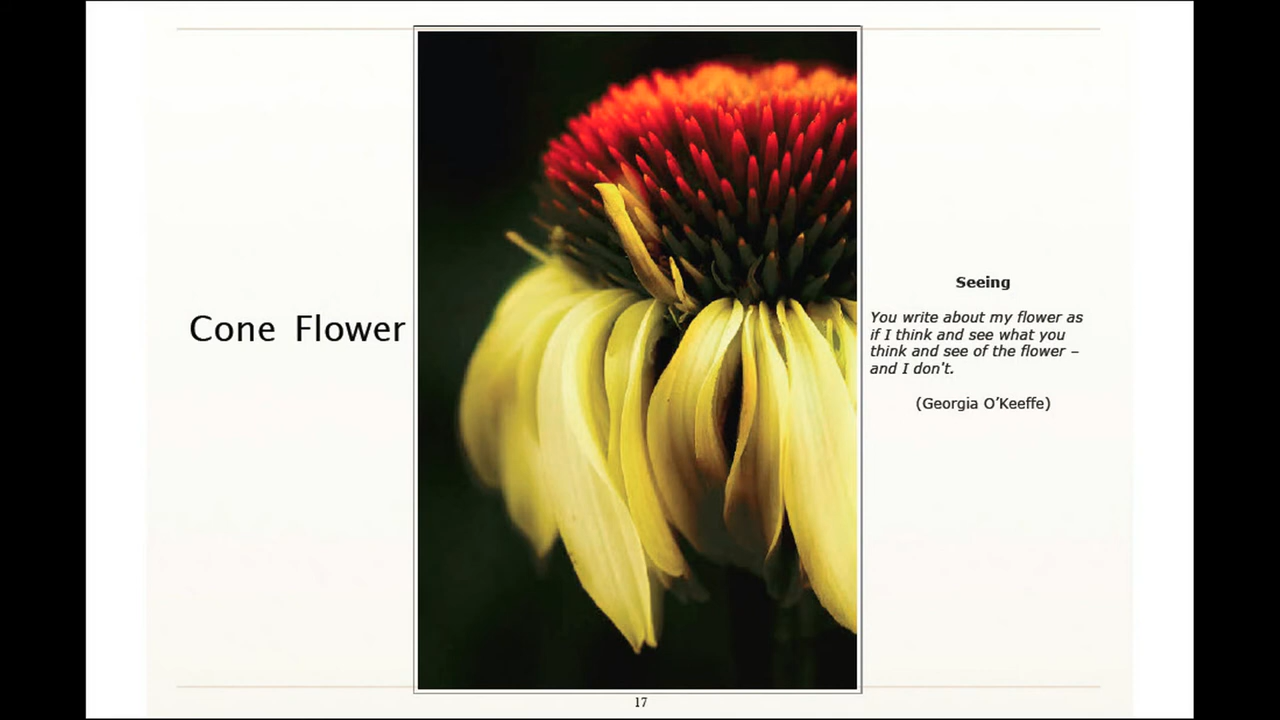 Cone Flower
Seeing
You write about my flower as
if I think and see what you
think and see of the flower –
and I don't.
(Georgia O’Keeffe)
17